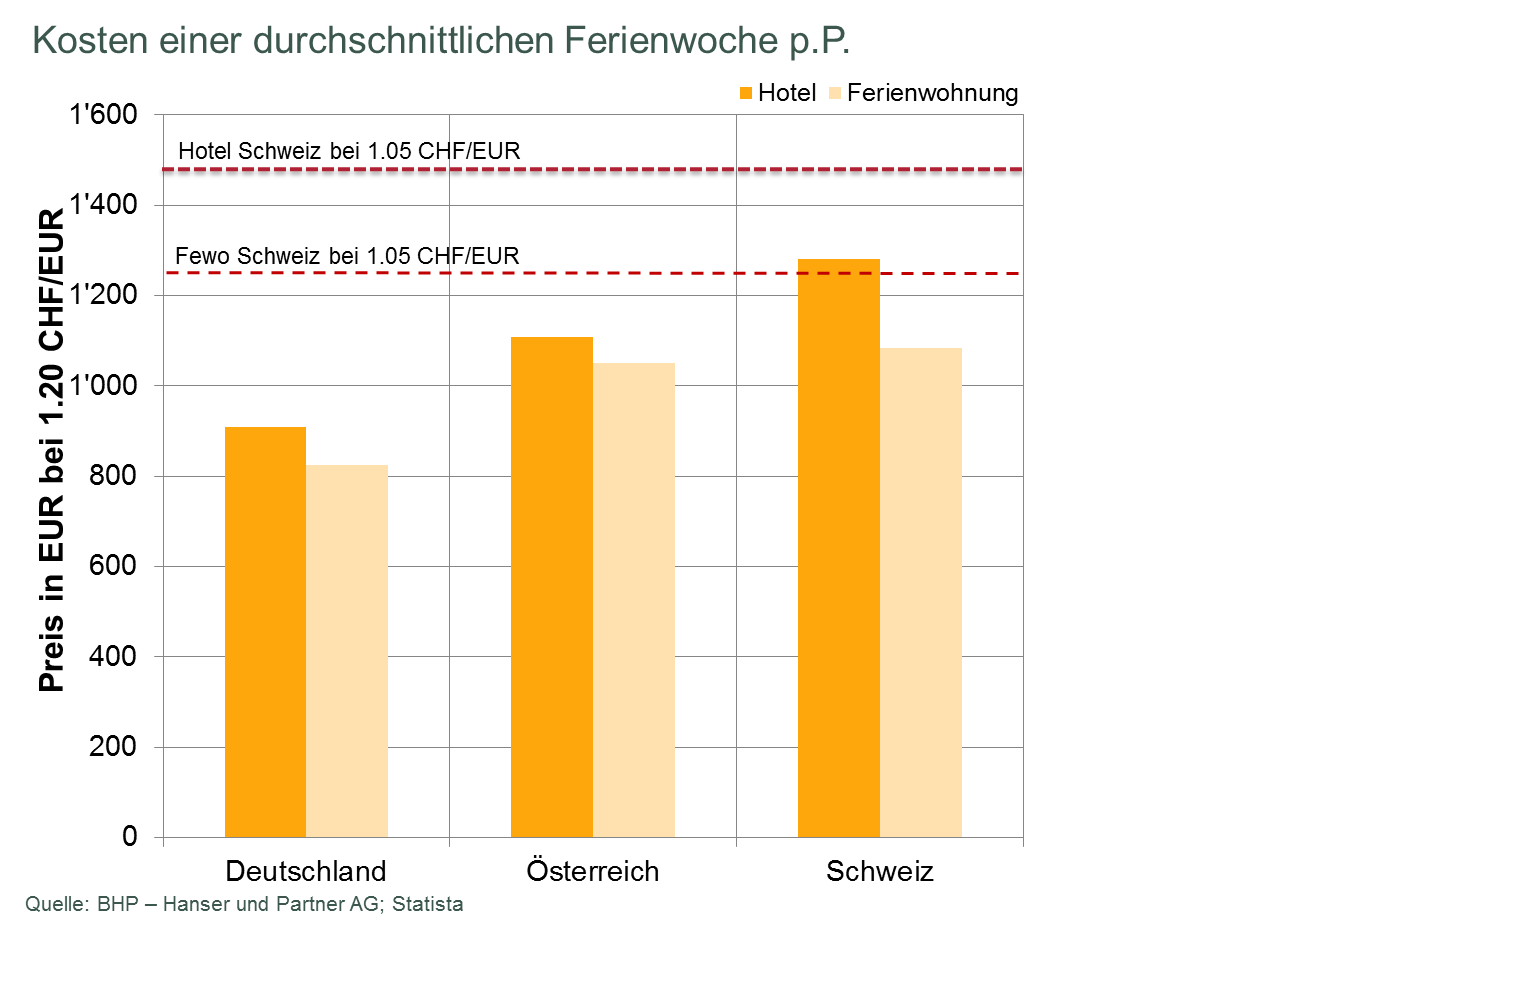 Kosten einer durchschnittlichen Ferienwoche p.P.
Hotel Ferienwohnung
Preis in EUR bei 1.20 CHF/EUR
1'600
Hotel Schweiz bei 1.05 CHF/EUR
1'400
Fewo Schweiz bei 1.05 CHF/EUR
1'200
1'000
800
600
400
200
0
Deutschland Österreich Schweiz
Quelle: BHP – Hanser und Partner AG; Statista